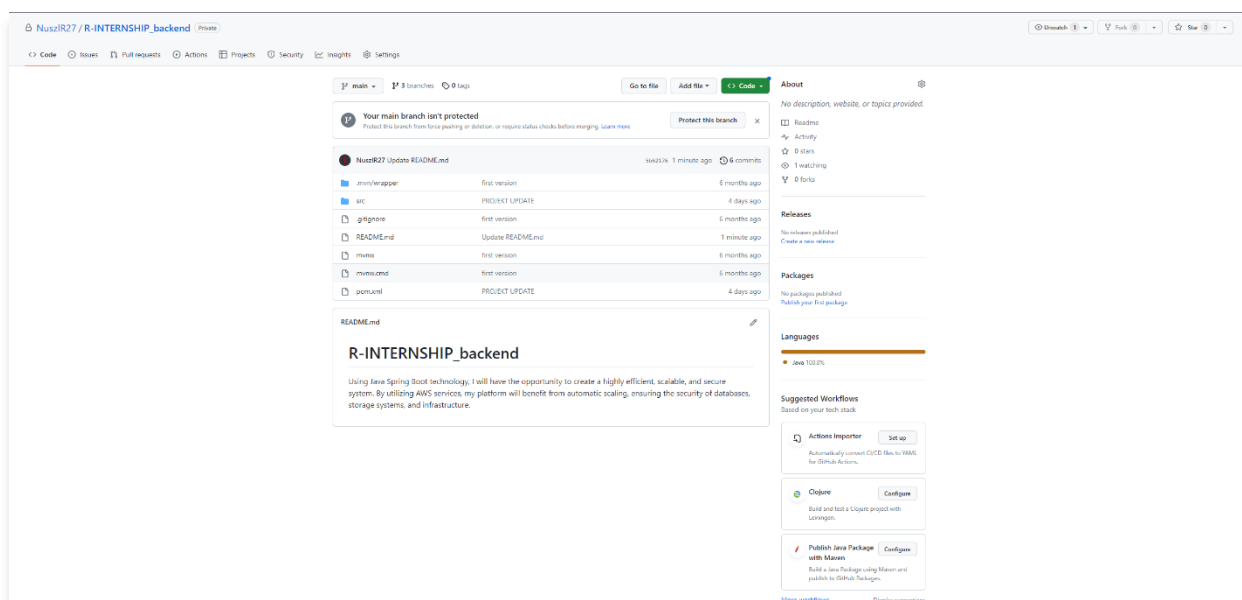 NuszIR27 / R-INTERNSHIP_backend Private
Unwatch 1 Fork 0 Star 0
<> Code Issues Pull requests Actions Projects Security Insights Settings
main 3 branches 0 tags Go to file Add file <> Code
Your main branch isn't protected
Protect this branch from force pushing or deletion, or require status checks before merging. Learn more
Protect this branch
NuszIR27 Update README.md 1 minute ago 6 commits
.mvn/wrapper first version 6 months ago
src PROJEKT UPDATE 4 days ago
.gitignore first version 6 months ago
README.md Update README.md 1 minute ago
mvnw first version 6 months ago
mvnw.cmd first version 6 months ago
pom.xml PROJEKT UPDATE 4 days ago
README.md
R-INTERNSHIP_backend
Using Java Spring Boot technology, I will have the opportunity to create a highly efficient, scalable, and secure
system. By utilizing AWS services, my platform will benefit from automatic scaling, ensuring the security of databases,
storage systems, and infrastructure.
About
No description, website, or topics provided.
Readme
Activity
0 stars
1 watching
0 forks
Releases
No releases published
Create a new release
Packages
No packages published
Publish your first package
Languages
Java 100.0%
Suggested Workflows
Based on your tech stack
Actions Importer Set up
Automatically convert CI/CD files to YAML
for GitHub Actions.
Clojure Configure
Build and test a Clojure project with
Leiningen.
Publish Java Package Configure
with Maven
Build a Java Package using Maven and
publish to GitHub Packages.
More workflows Dismiss suggestions